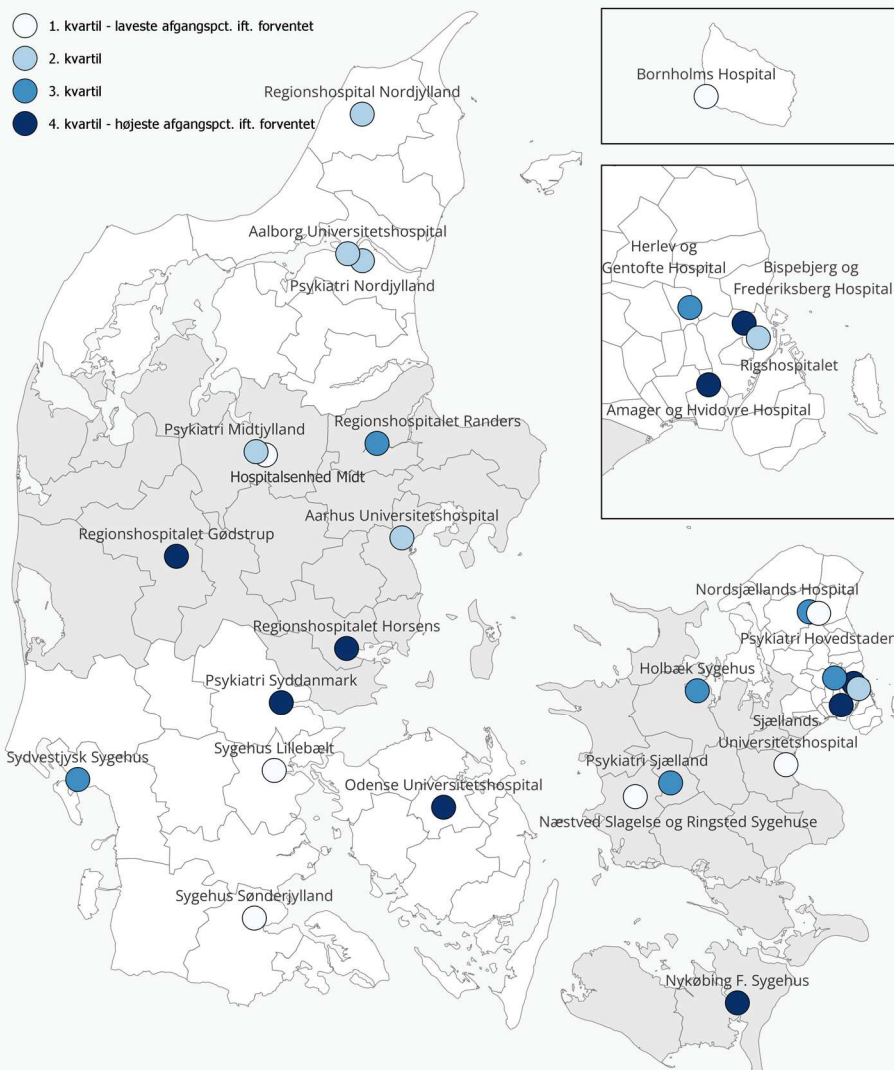 1. kvartil - laveste afgangspct. ift. forventet
2. kvartil
3. kvartil
4. kvartil - højeste afgangspct. ift. forventet
Bornholms Hospital
Regionshospital Nordjylland
Aalborg Universitetshospital
Psykiatri Nordjylland
Herlev og
Gentofte Hospital
Bispebjerg og
Frederiksberg Hospital
Rigshospitalet
Amager og Hvidovre Hospital
Psykiatri Midtjylland
Regionshospitalet Randers
Hospitalsenhed Midt
Aarhus Universitetshospital
Regionshospitalet Gødstrup
Regionshospitalet Horsens
Psykiatri Syddanmark
Sydvestjysk Sygehus
Sygehus Lillebælt
Odense Universitetshospital
Sygehus Sønderjylland
Nordsjællands Hospital
Psykiatri Hovedstaden
Holbæk Sygehus
Sjællands
Universitetshospital
Psykiatri Sjælland
Næstved Slagelse og Ringsted Sygehuse
Nykøbing F. Sygehus